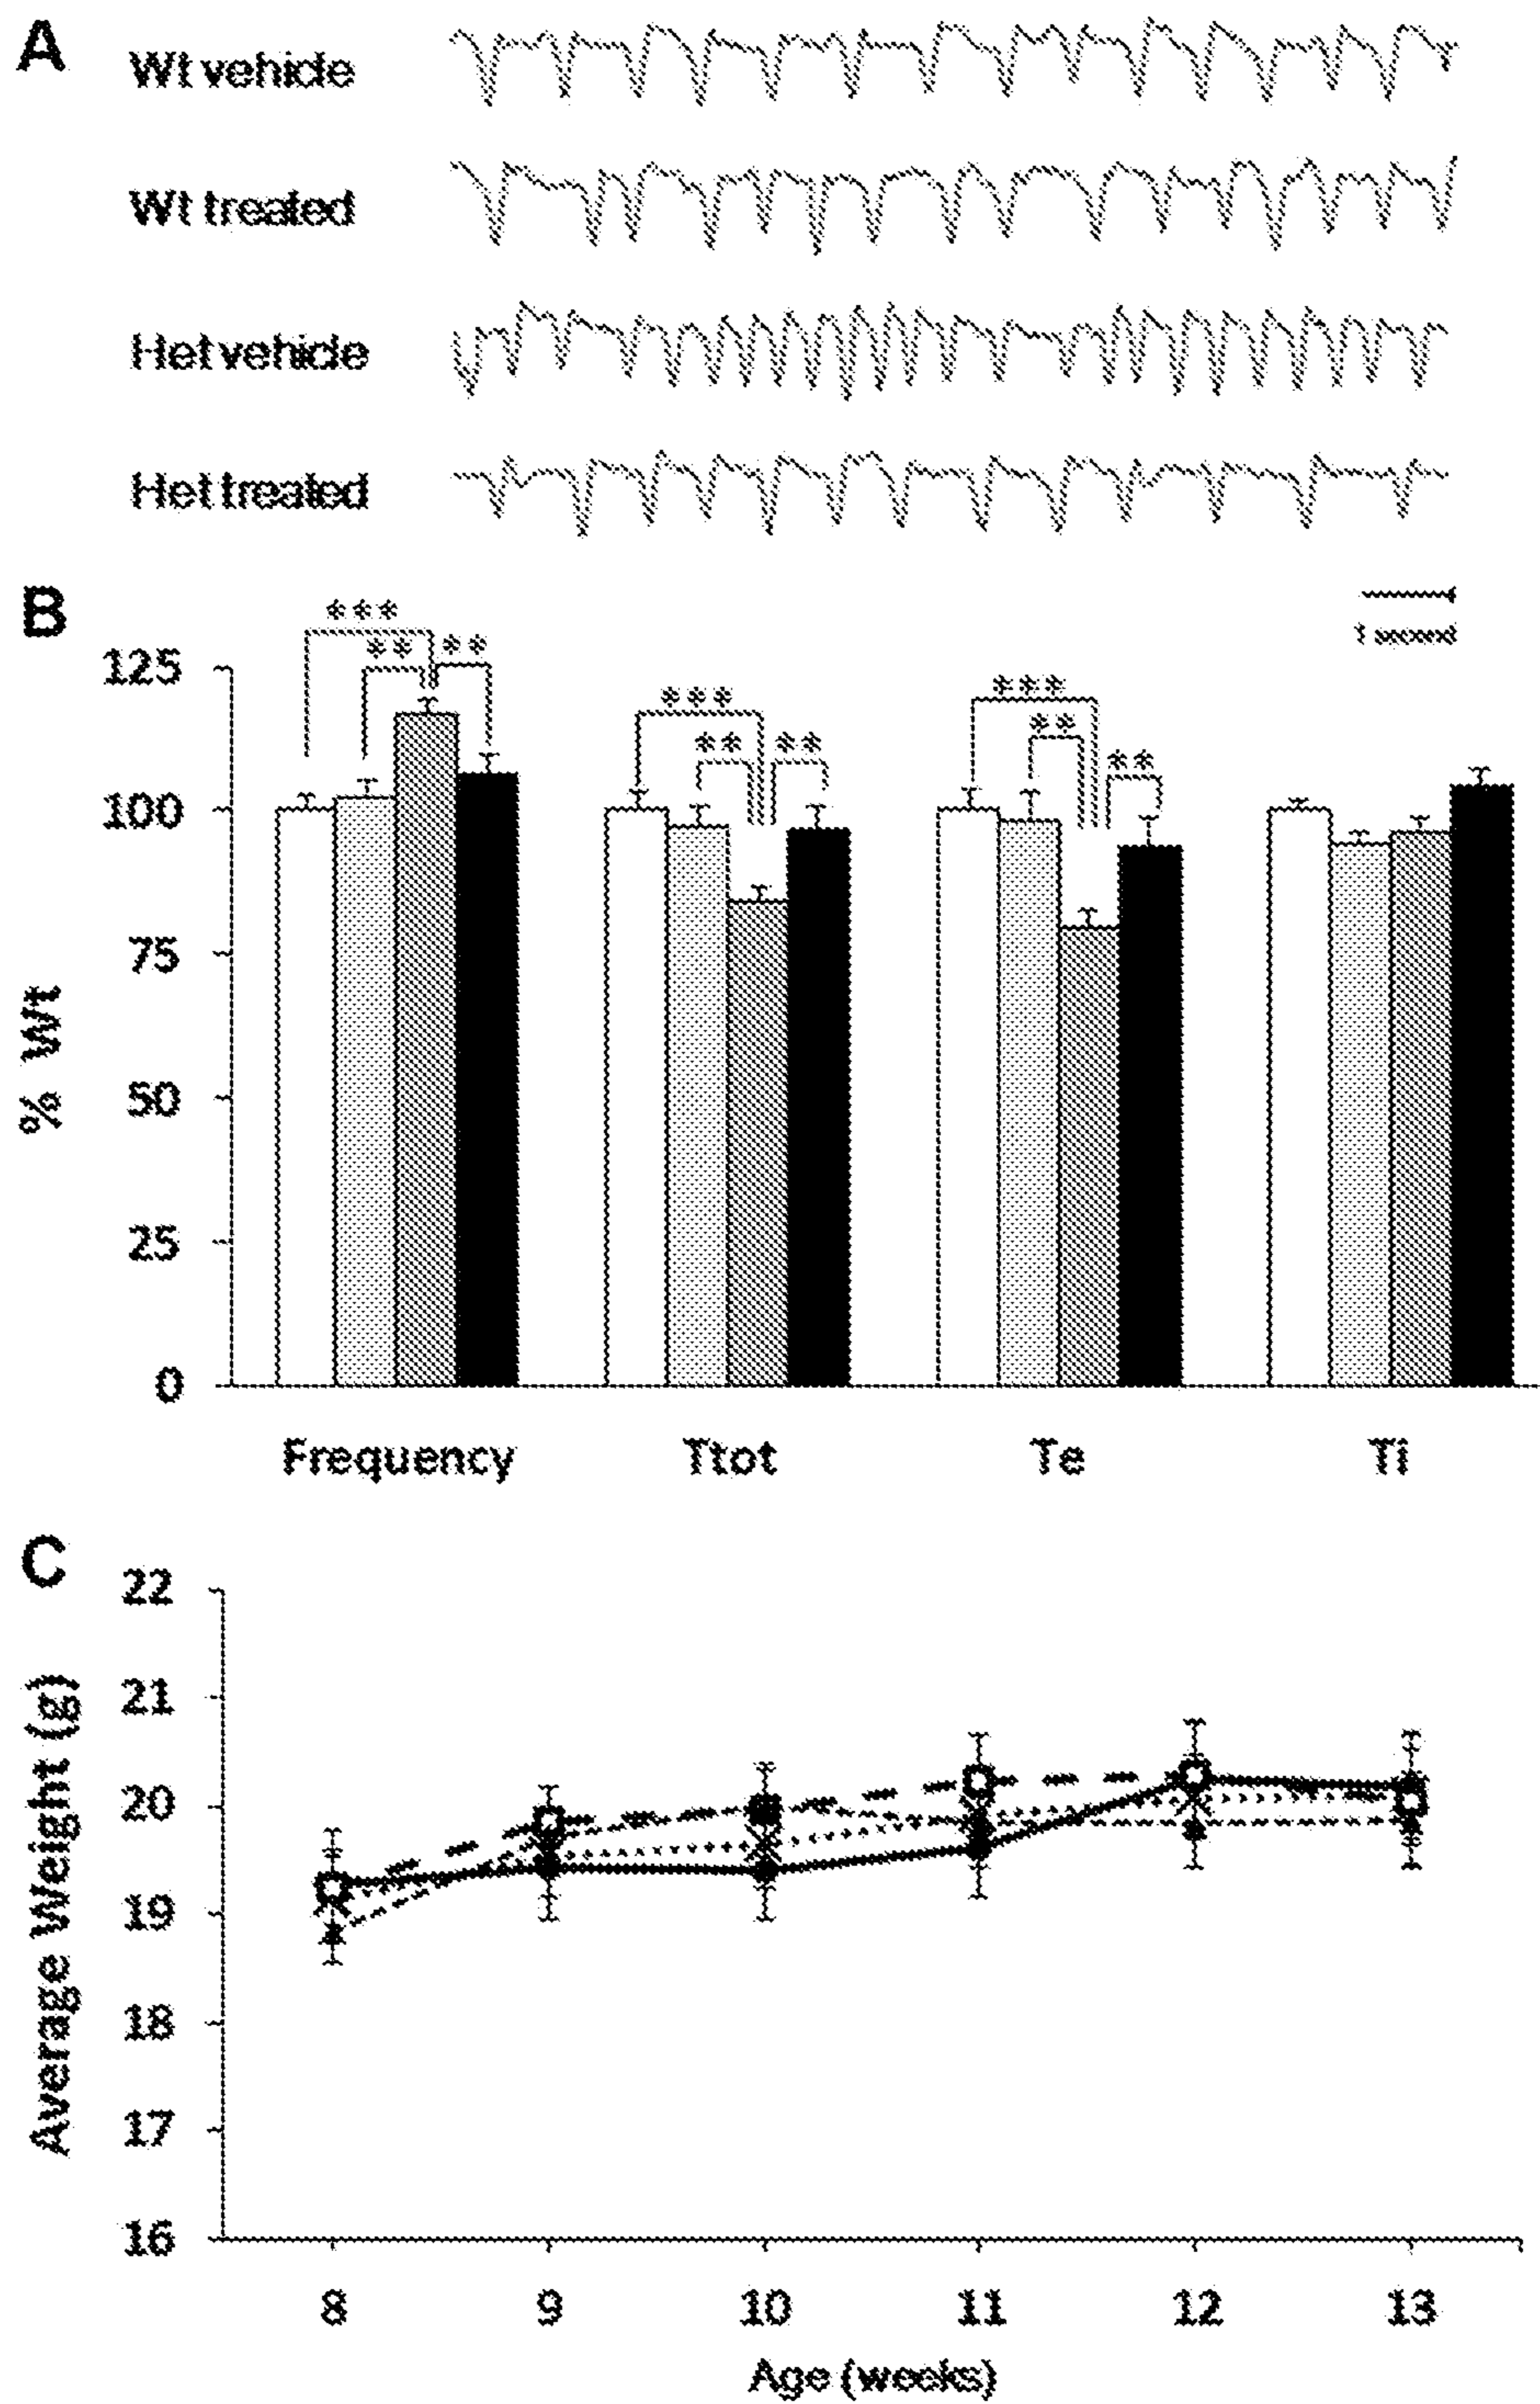 A
Wt vehicle
Wt treated
Het vehicle
Het treated
B
1 second
***
**
**
***
**
**
***
**
**
125
100
75
50
25
0
% Wt
Frequency Ttot Te Ti
C
22
21
20
19
18
17
16
Average Weight (g)
8 9 10 11 12 13
Age (weeks)